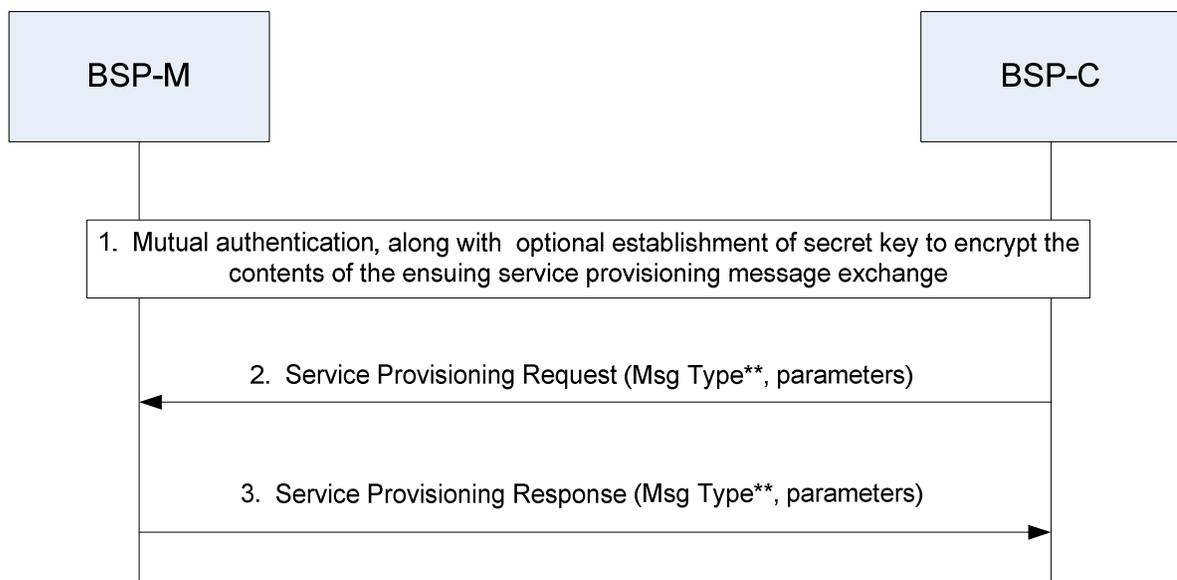 BSP-M
BSP-C
1. Mutual authentication, along with optional establishment of secret key to encrypt the
contents of the ensuing service provisioning message exchange
2. Service Provisioning Request (Msg Type**, parameters)
3. Service Provisioning Response (Msg Type**, parameters)